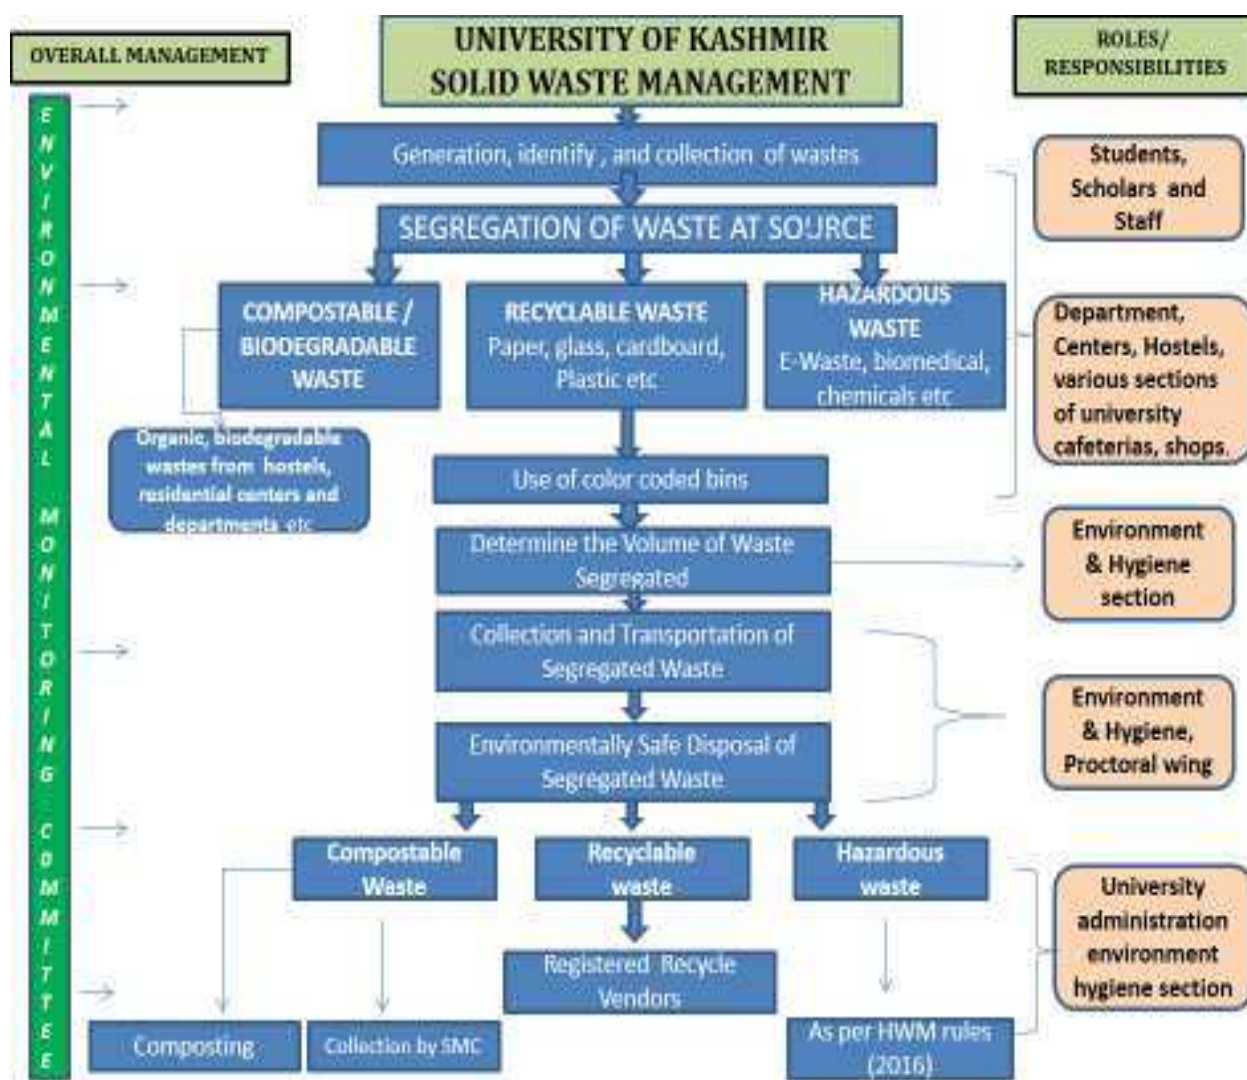 OVERALL MANAGEMENT
UNIVERSITY OF KASHMIR
SOLID WASTE MANAGEMENT
ROLES/
RESPONSIBILITIES
ENVIRONMENTAL MONITORING COMMITTEE
Generation, identify , and collection of wastes
SEGREGATION OF WASTE AT SOURCE
COMPOSTABLE /
BIODEGRADABLE
WASTE
RECYCLABLE WASTE
Paper, glass, cardboard,
Plastic etc
HAZARDOUS
WASTE
E-Waste, biomedical,
chemicals etc
Organic, biodegradable
wastes from hostels,
residential centers and
departments etc
Use of color coded bins
Determine the Volume of Waste
Segregated
Collection and Transportation of
Segregated Waste
Environmentally Safe Disposal of
Segregated Waste
Compostable
Waste
Recyclable
waste
Hazardous
waste
Registered Recycle
Vendors
Composting
Collection by SMC
As per HWM rules
(2016)
Students,
Scholars and
Staff
Department,
Centers, Hostels,
various sections
of university
cafeterias, shops.
Environment
& Hygiene
section
Environment
& Hygiene,
Proctoral wing
University
administration
environment
hygiene section